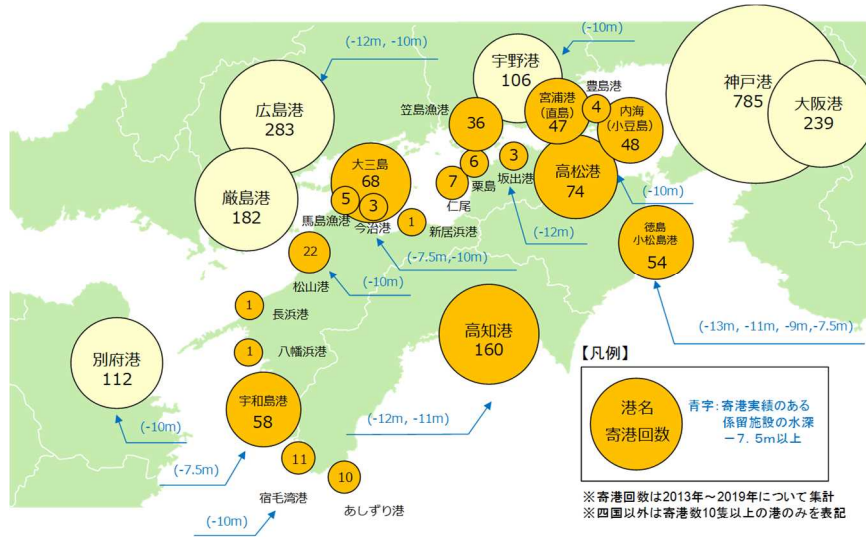 (-12m, -10m)
(-10m)
宇野港
106
神戸港
785
大阪港
239
広島港
283
笠島漁港
36
宮浦港
(直島)
47
豊島港
4
内海
(小豆島)
48
大三島
68
厳島港
182
5
3
馬島漁港
今治港
7
仁尾
6
粟島
3
坂出港
高松港
74
(-10m)
1
新居浜港
(-12m)
徳島
小松島港
54
22
松山港
(-7.5m,-10m)
(-10m)
1
長浜港
高知港
160
(-13m, -11m, -9m,-7.5m)
別府港
112
1
八幡浜港
【凡例】
港名
寄港回数
青字:寄港実績のある
係留施設の水深
-7.5m以上
宇和島港
58
(-12m, -11m)
(-10m)
(-7.5m)
11
宿毛湾港
10
あしずり港
(-10m)
※寄港回数は2013年~2019年について集計
※四国以外は寄港数10隻以上の港のみを表記